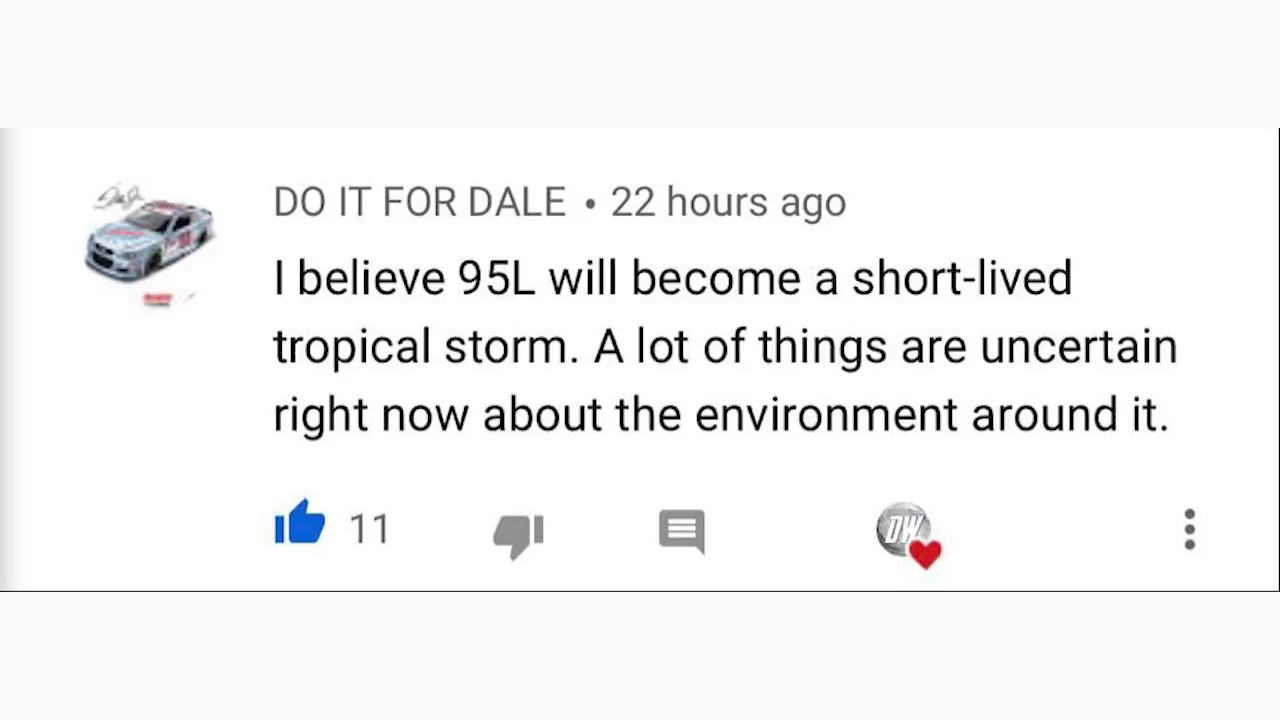 DO IT FOR DALE • 22 hours ago
I believe 95L will become a short-lived
tropical storm. A lot of things are uncertain
right now about the environment around it.
11
DW